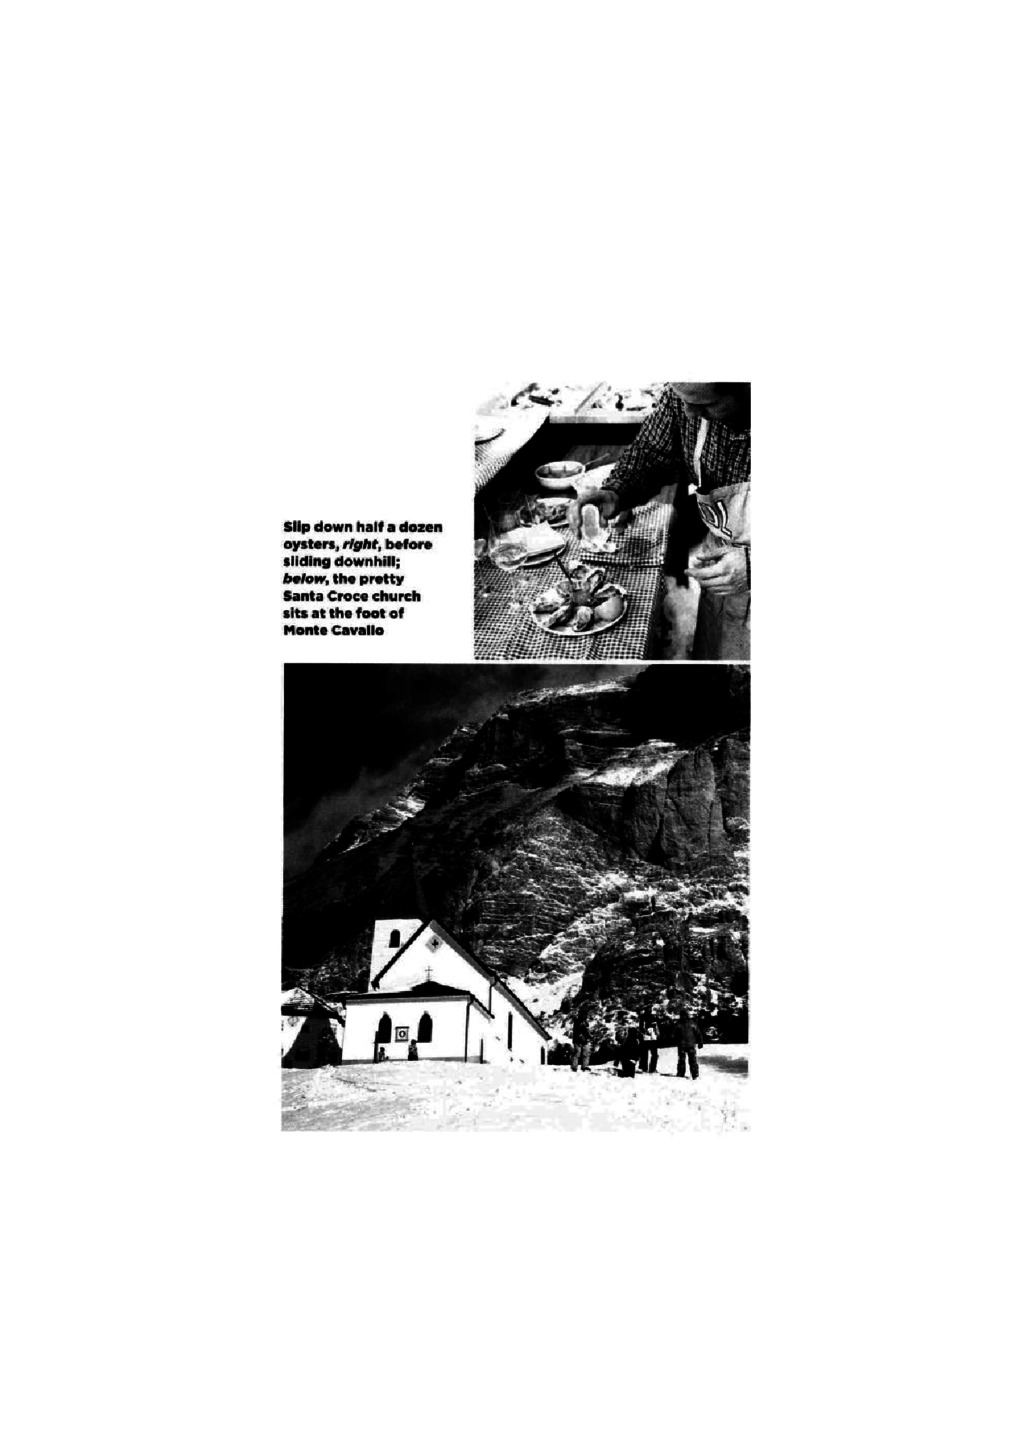 Slip down half a dozen
oysters, right, before
sliding downhill;
below, the pretty
Santa Croce church
sits at the foot of
Monte Cavallo